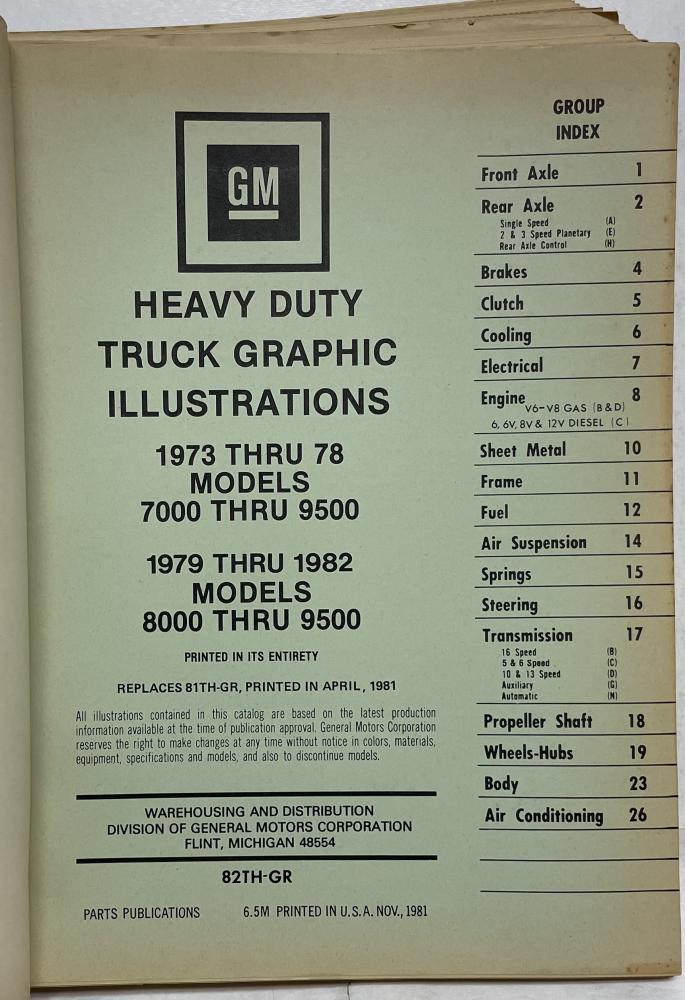 GM
HEAVY DUTY
TRUCK GRAPHIC
ILLUSTRATIONS
1973 THRU 78
MODELS
7000 THRU 9500
1979 THRU 1982
MODELS
8000 THRU 9500
PRINTED IN ITS ENTIRETY
REPLACES 81TH-GR, PRINTED IN APRIL, 1981
All illustrations contained in this catalog are based on the latest production
information available at the time of publication approval. General Motors Corporation
reserves the right to make changes at any time without notice in colors, materials,
equipment, specifications and models, and also to discontinue models.
WAREHOUSING AND DISTRIBUTION
DIVISION OF GENERAL MOTORS CORPORATION
FLINT, MICHIGAN 48554
82TH-GR
PARTS PUBLICATIONS 6.5M PRINTED IN U.S.A. NOV., 1981
GROUP
INDEX
Front Axle 1
Rear Axle 2
Single Speed (A)
2 & 3 Speed Planetary (E)
Rear Axle Control (H)
Brakes 4
Clutch 5
Cooling 6
Electrical 7
Engine 8
V6-V8 GAS (B&D)
6, 6V, 8V & 12V DIESEL (C)
Sheet Metal 10
Frame 11
Fuel 12
Air Suspension 14
Springs 15
Steering 16
Transmission 17
16 Speed (B)
5 & 6 Speed (C)
10 & 13 Speed (D)
Auxiliary (G)
Automatic (N)
Propeller Shaft 18
Wheels-Hubs 19
Body 23
Air Conditioning 26